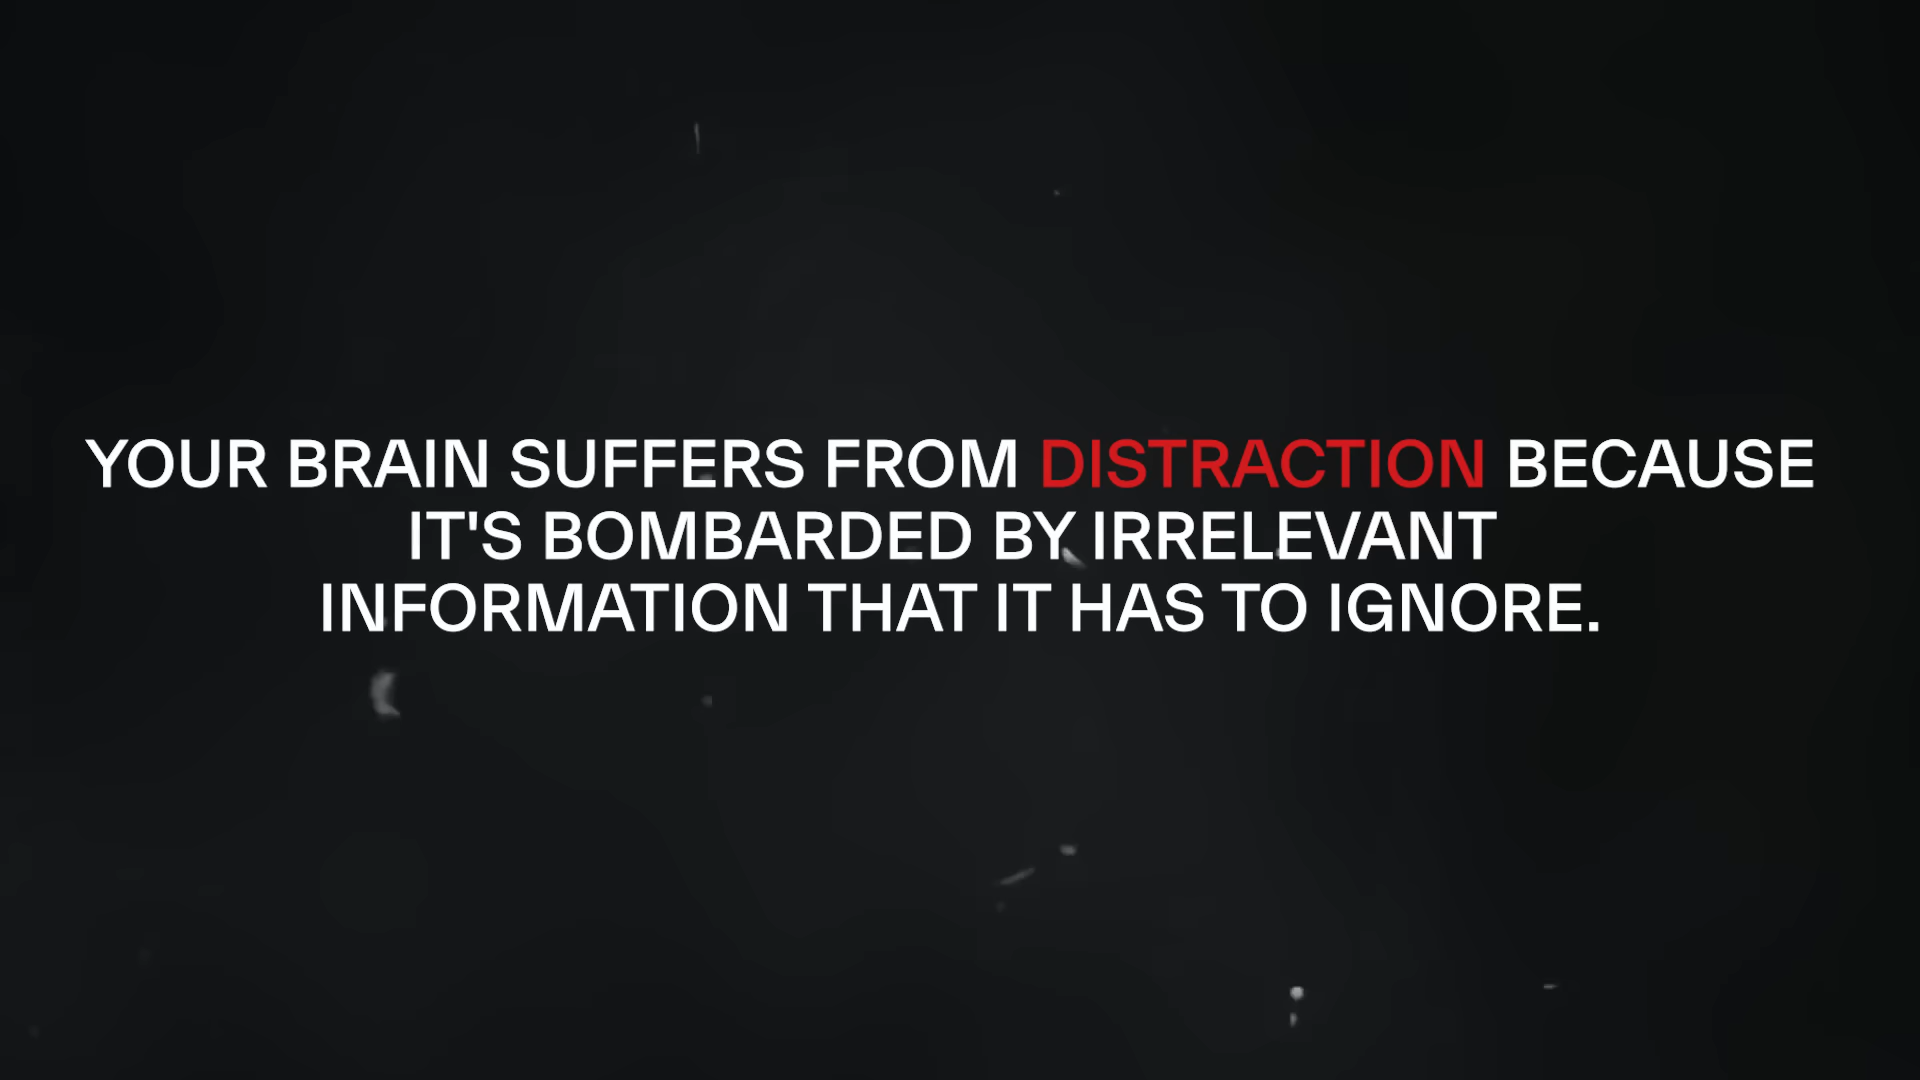 YOUR BRAIN SUFFERS FROM DISTRACTION BECAUSE
IT'S BOMBARDED BY IRRELEVANT
INFORMATION THAT IT HAS TO IGNORE.